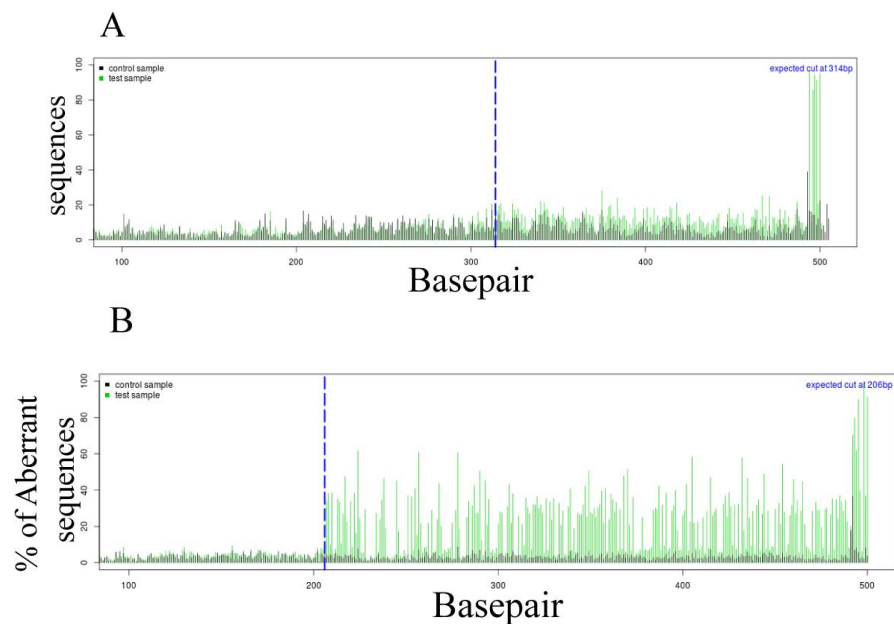 A
control sample
test sample
expected cut at 314bp
sequences
0 20 40 60 80 100
100 200 300 400 500
Basepair
B
control sample
test sample
expected cut at 206bp
% of Aberrant
sequences
0 20 40 60 80 100
100 200 300 400 500
Basepair